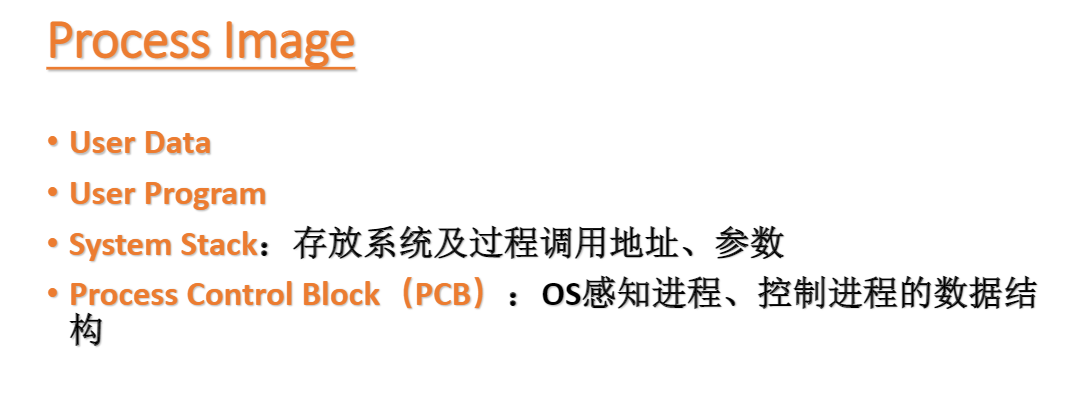 Process Image
• User Data
• User Program
• System Stack：存放系统及过程调用地址、参数
• Process Control Block（PCB）：OS感知进程、控制进程的数据结
构